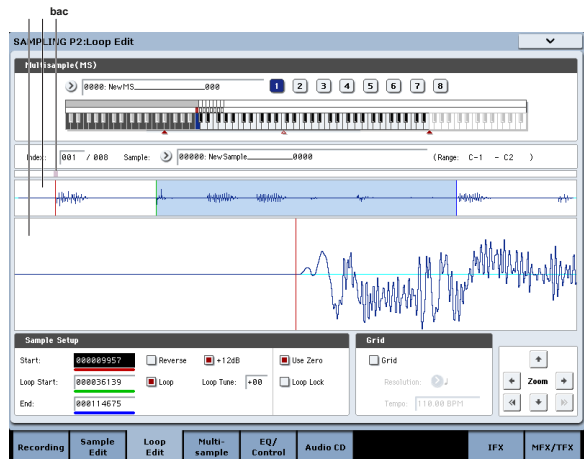 bac
SAMPLING P2:Loop Edit
Multisample(MS)
0000: NewMS____________000
1 2 3 4 5 6 7 8
Index: 001 / 008 Sample: 00000: NewSample____________0000 (Range: C-1 - C2 )
Sample Setup
Start: 000009957 Reverse +12dB Use Zero
Loop Start: 000036139 Loop Loop Tune: +00 Loop Lock
End: 000114675
Grid
Grid
Resolution:
Tempo: 110.00 BPM
Zoom
Recording Sample Edit Loop Edit Multi-sample EQ/Control Audio CD IFX MFX/TFX